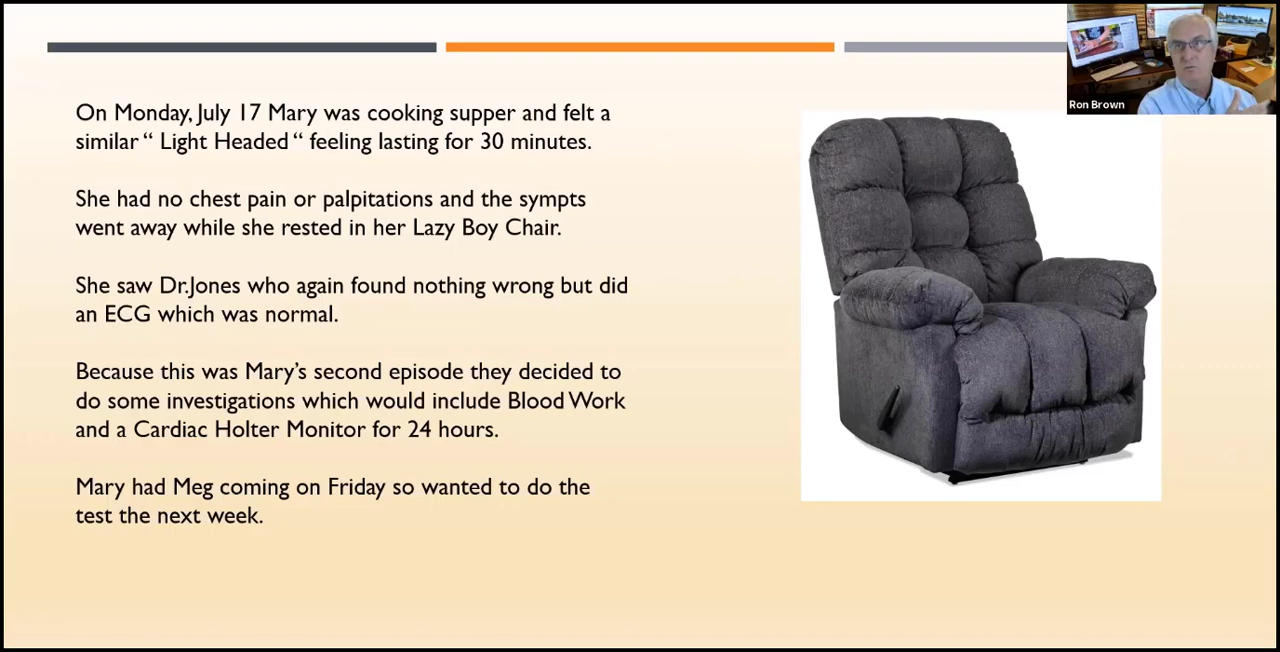 Ron Brown
On Monday, July 17 Mary was cooking supper and felt a
similar “ Light Headed “ feeling lasting for 30 minutes.
She had no chest pain or palpitations and the sympts
went away while she rested in her Lazy Boy Chair.
She saw Dr.Jones who again found nothing wrong but did
an ECG which was normal.
Because this was Mary’s second episode they decided to
do some investigations which would include Blood Work
and a Cardiac Holter Monitor for 24 hours.
Mary had Meg coming on Friday so wanted to do the
test the next week.